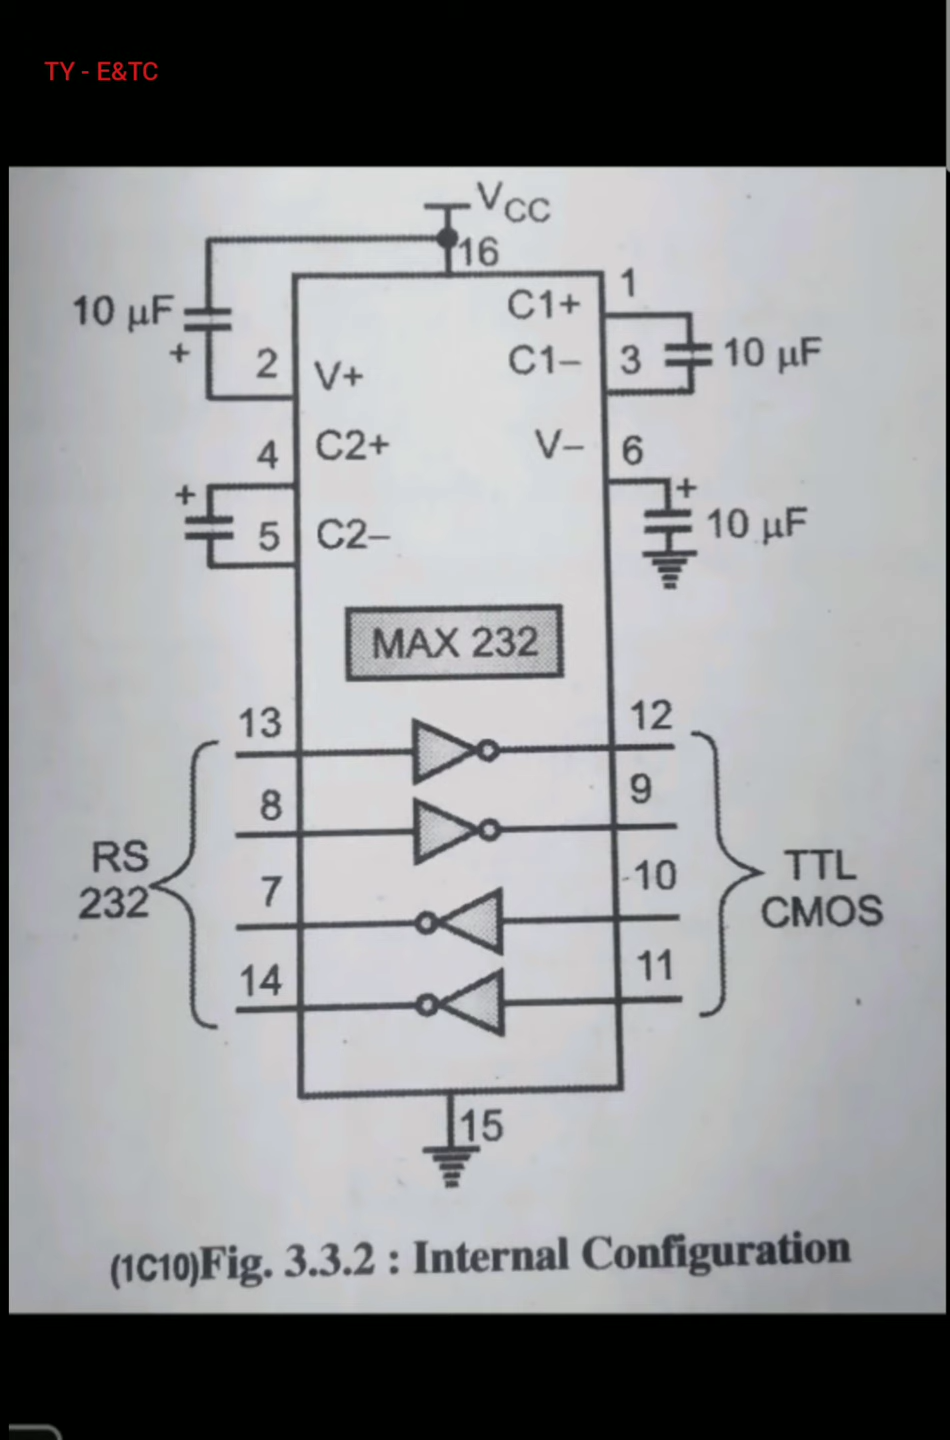 TY - E&TC
VCC
16
10 µF
+
2
V+
C1+
1
C1–
3
10 µF
4
C2+
V–
6
+
+
10 µF
5
C2–
MAX 232
13
12
8
9
RS
232
7
10
TTL
CMOS
14
11
15
(1C10)Fig. 3.3.2 : Internal Configuration